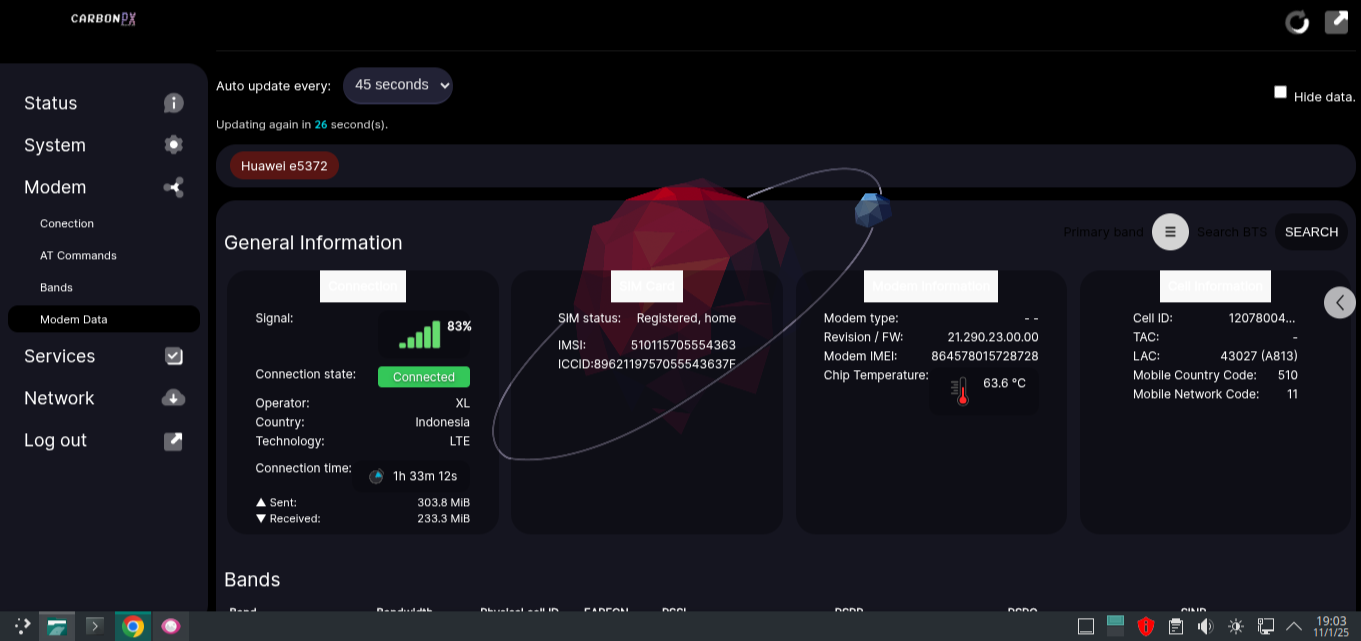 CARBONPX
Auto update every: 45 seconds
Hide data.
Updating again in 26 second(s).
Status
System
Modem
Conection
AT Commands
Bands
Modem Data
Services
Network
Log out
Huawei e5372
General Information
Primary band
Search BTS
SEARCH
Connection
Signal: 83%
Connection state: Connected
Operator: XL
Country: Indonesia
Technology: LTE
Connection time: 1h 33m 12s
▲ Sent: 303.8 MiB
▼ Received: 233.3 MiB
SIM Card
SIM status: Registered, home
IMSI: 510115705554363
ICCID:8962119757055543637F
Modem Information
Modem type: - -
Revision / FW: 21.290.23.00.00
Modem IMEI: 864578015728728
Chip Temperature: 63.6 °C
Cell Information
Cell ID: 12078004...
TAC: -
LAC: 43027 (A813)
Mobile Country Code: 510
Mobile Network Code: 11
Bands
Band Bandwidth Physical cell ID EARFCN RSSI RSRP RSRQ SINR
19:03
11/1/25